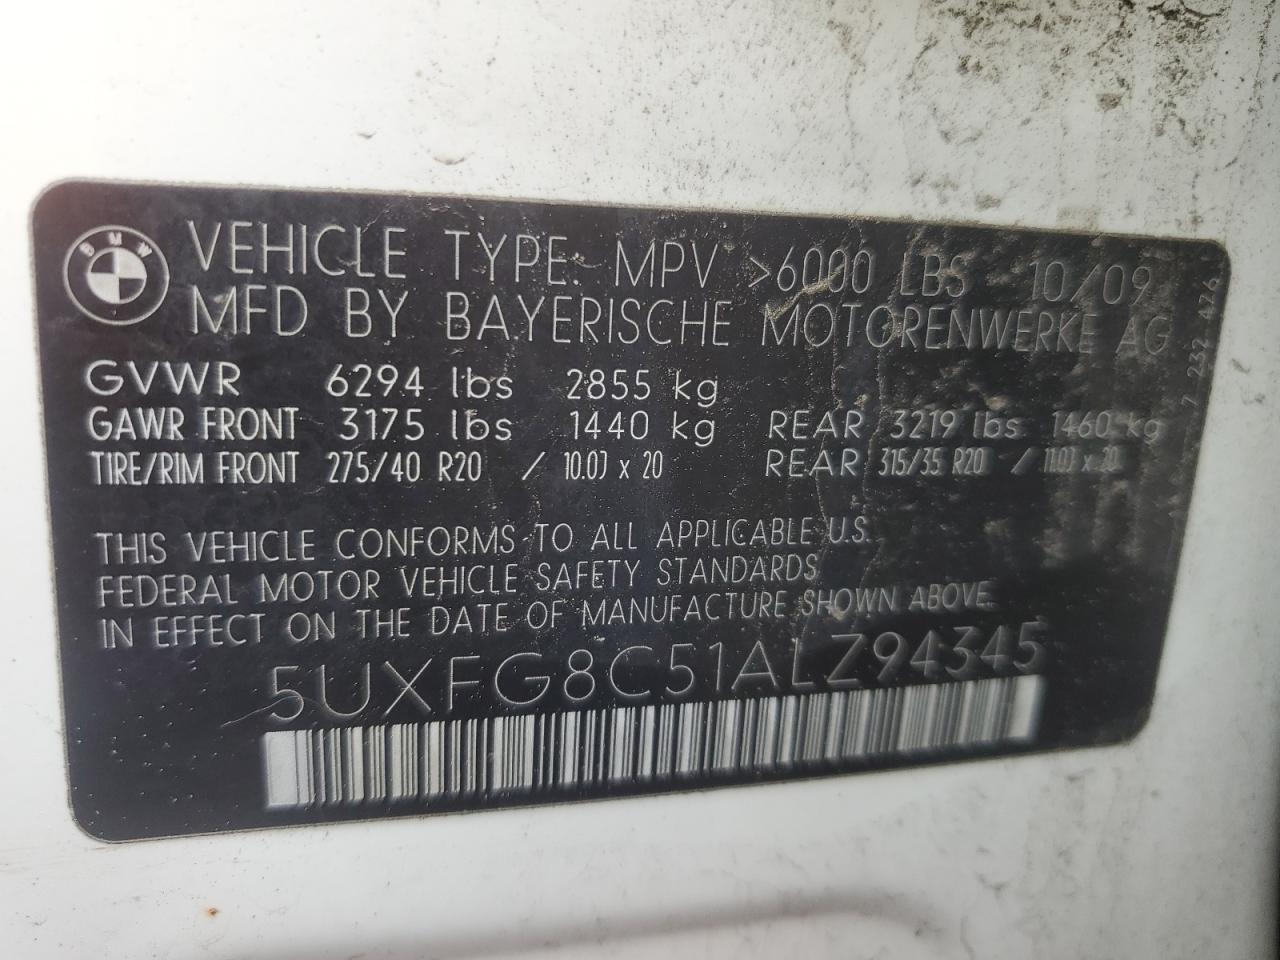 BMW
VEHICLE TYPE: MPV >6000 LBS 10/09
MFD BY BAYERISCHE MOTORENWERKE AG
GVWR 6294 lbs 2855 kg
GAWR FRONT 3175 lbs 1440 kg REAR 3219 lbs 1460 kg
TIRE/RIM FRONT 275/40 R20 / 10.0J x 20 REAR 315/35 R20 / 11.0J x 20
THIS VEHICLE CONFORMS TO ALL APPLICABLE U.S.
FEDERAL MOTOR VEHICLE SAFETY STANDARDS
IN EFFECT ON THE DATE OF MANUFACTURE SHOWN ABOVE.
5UXFG8C51ALZ94345
7 232 476